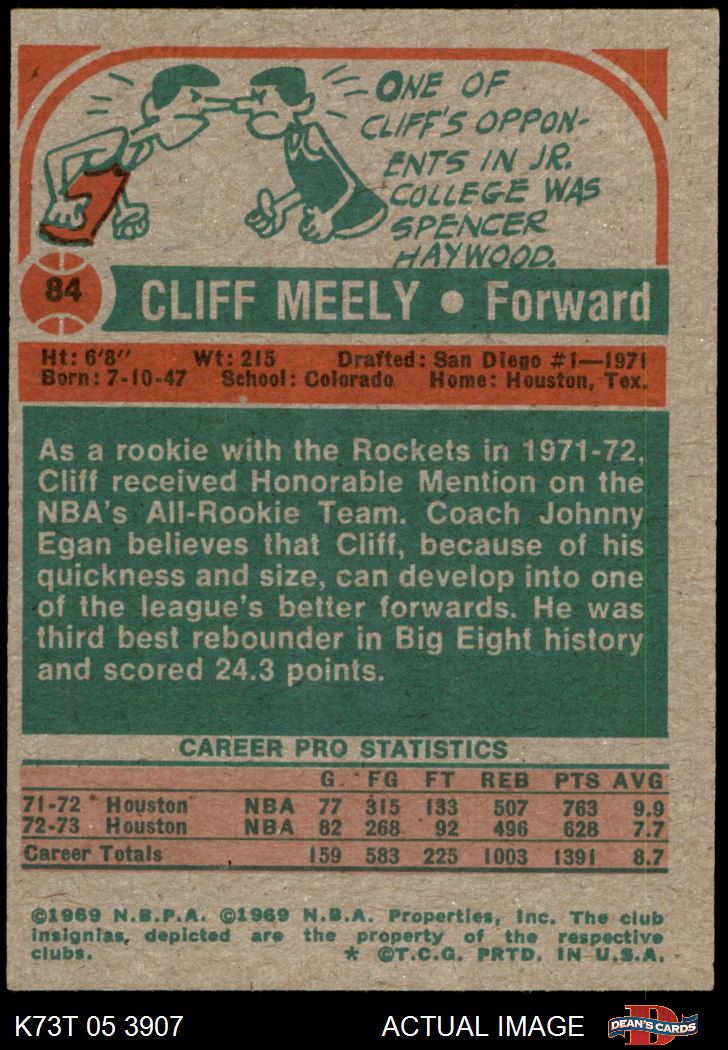 ONE OF
CLIFF'S OPPON-
ENTS IN JR.
COLLEGE WAS
SPENCER
HAYWOOD.
84
CLIFF MEELY • Forward
Ht: 6'8" Wt: 215 Drafted: San Diego #1—1971
Born: 7-10-47 School: Colorado Home: Houston, Tex.
As a rookie with the Rockets in 1971-72,
Cliff received Honorable Mention on the
NBA's All-Rookie Team. Coach Johnny
Egan believes that Cliff, because of his
quickness and size, can develop into one
of the league's better forwards. He was
third best rebounder in Big Eight history
and scored 24.3 points.
CAREER PRO STATISTICS
G. FG FT REB PTS AVG
71-72 Houston NBA 77 315 133 507 763 9.9
72-73 Houston NBA 82 268 92 496 628 7.7
Career Totals 159 583 225 1003 1391 8.7
©1969 N.B.P.A. ©1969 N.B.A. Properties, Inc. The club
insignias, depicted are the property of the respective
clubs. * ©T.C.G. PRTD. IN U.S.A.
K73T 05 3907 ACTUAL IMAGE DEAN'S CARDS